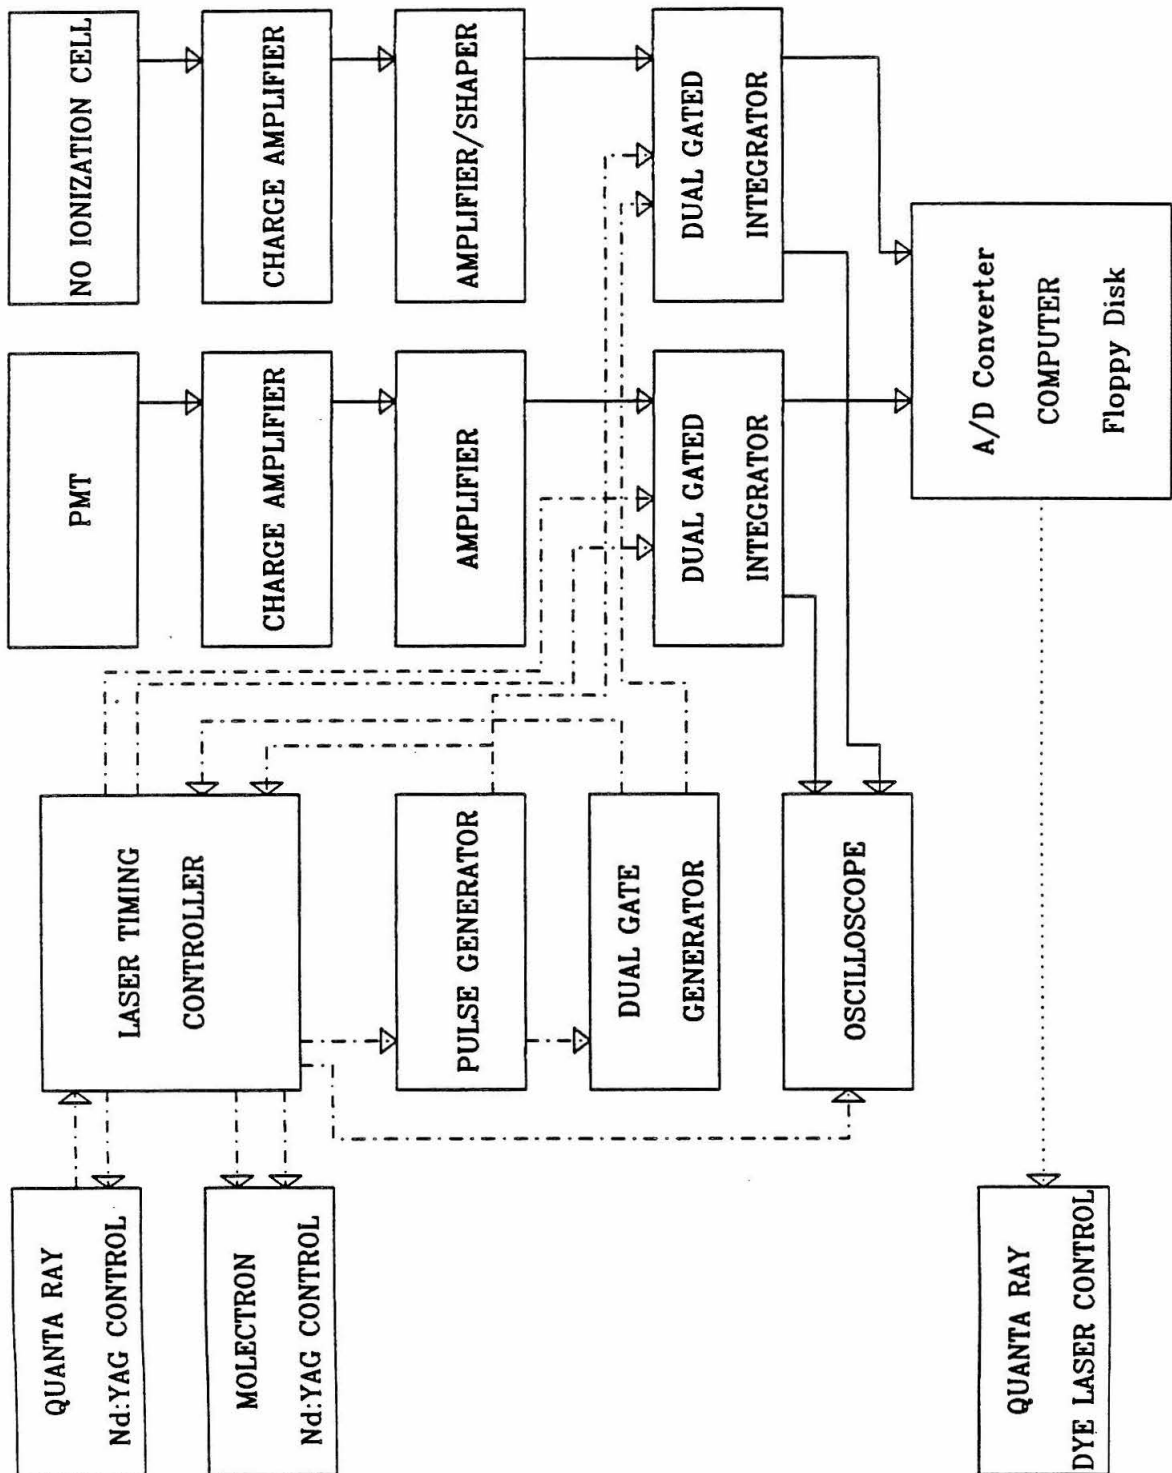 QUANTA RAY
Nd:YAG CONTROL
MOLECTRON
Nd:YAG CONTROL
QUANTA RAY
DYE LASER CONTROL
LASER TIMING
CONTROLLER
PULSE GENERATOR
DUAL GATE
GENERATOR
OSCILLOSCOPE
PMT
CHARGE AMPLIFIER
AMPLIFIER
DUAL GATED
INTEGRATOR
NO IONIZATION CELL
CHARGE AMPLIFIER
AMPLIFIER/SHAPER
DUAL GATED
INTEGRATOR
A/D Converter
COMPUTER
Floppy Disk